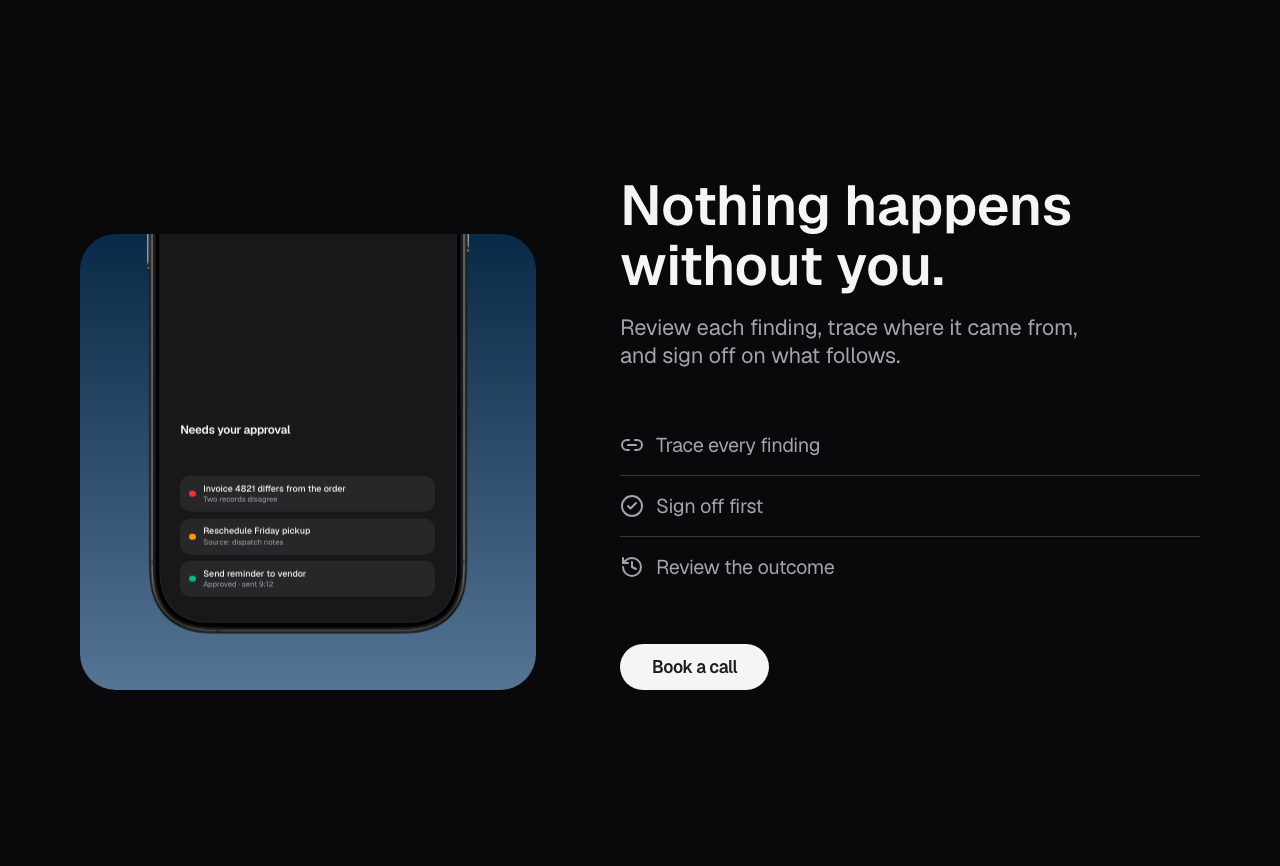 Nothing happens
without you.
Review each finding, trace where it came from,
and sign off on what follows.
Trace every finding
Sign off first
Review the outcome
Book a call
Needs your approval
Invoice 4821 differs from the order
Two records disagree
Reschedule Friday pickup
Source: dispatch notes
Send reminder to vendor
Approved · sent 9:12